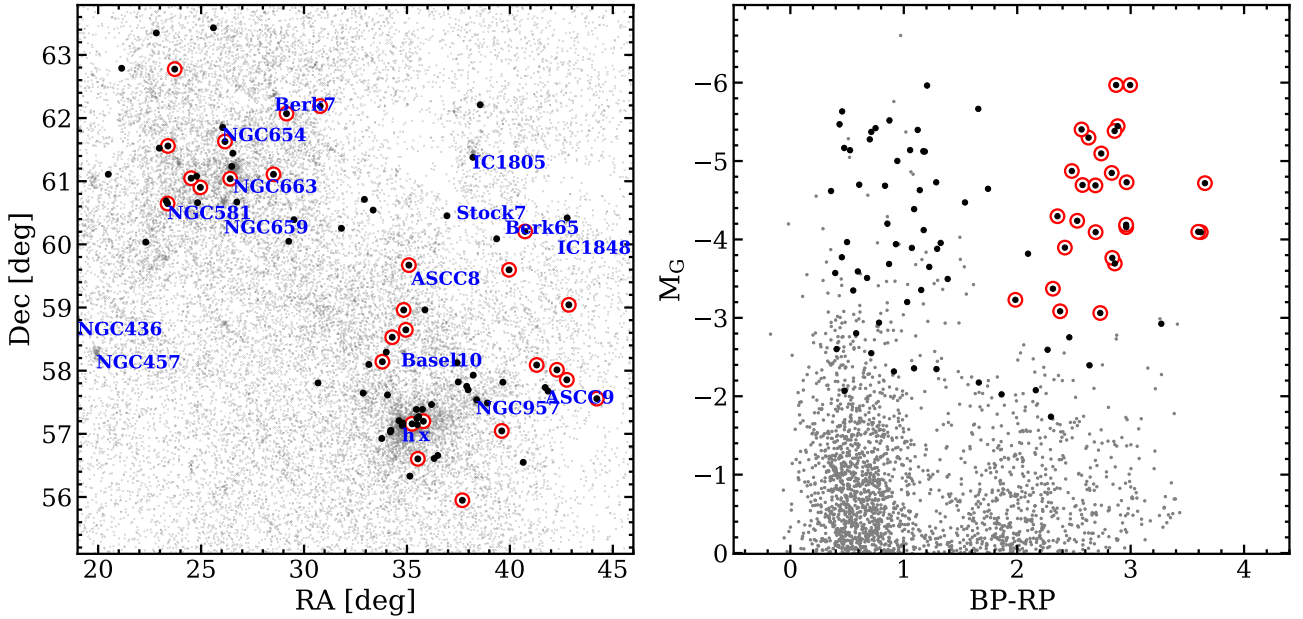 63
62
61
60
59
58
57
56
Dec [deg]
Berk7
NGC654
IC1805
NGC663
NGC581
Stock7
NGC659
Berk65
IC1848
ASCC8
NGC436
NGC457
Basel10
ASCC9
NGC957
h x
20
25
30
35
40
45
RA [deg]
−6
−5
−4
−3
−2
−1
0
M_G
0
1
2
3
4
BP-RP